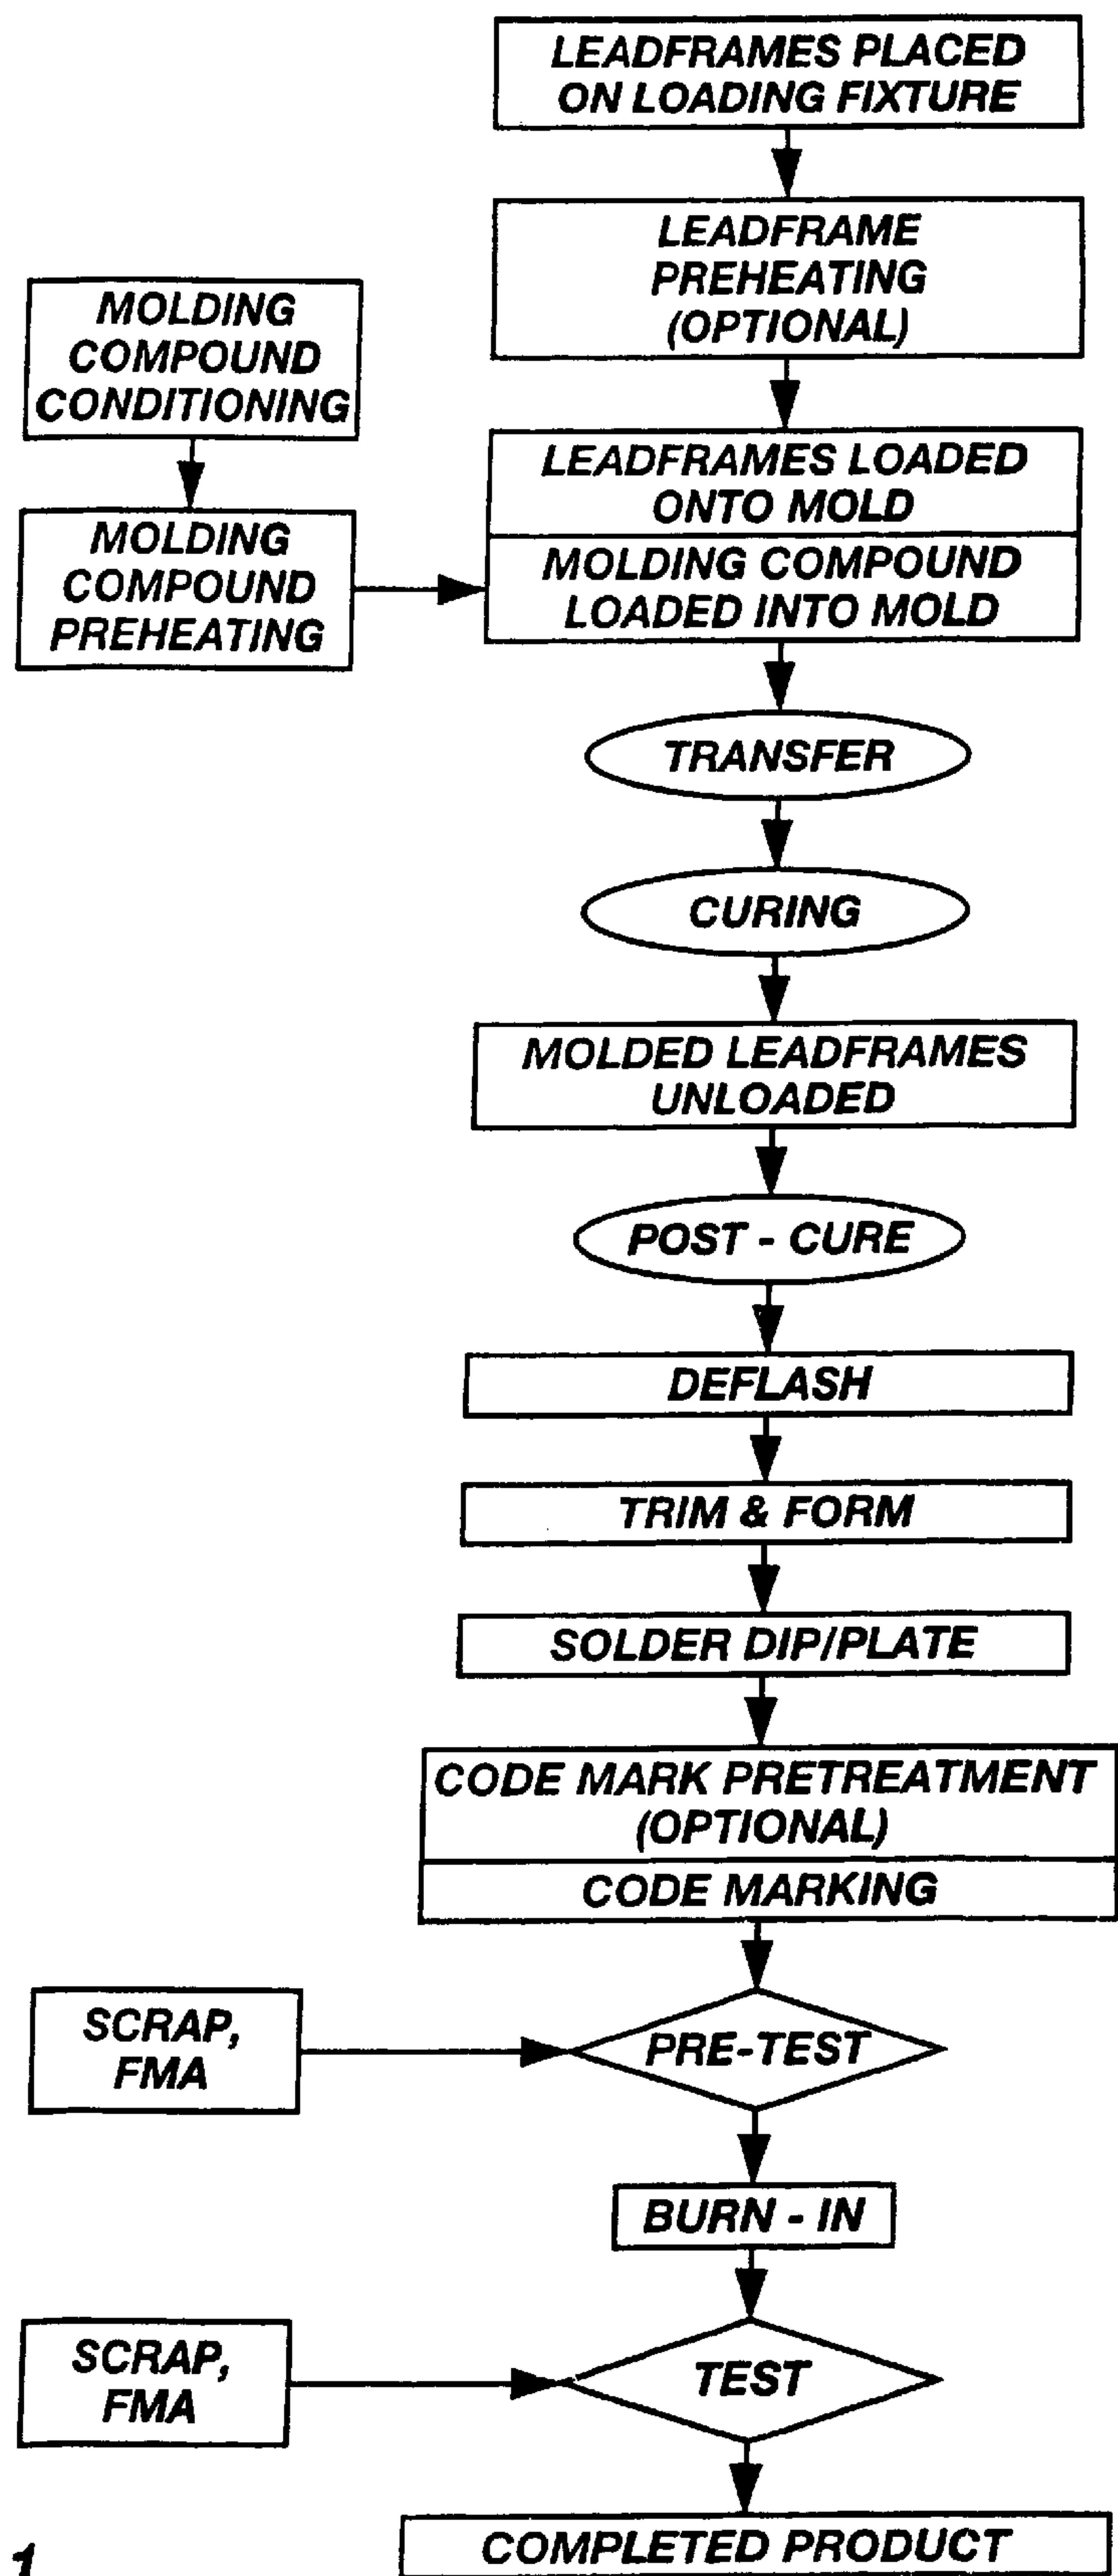 LEADFRAMES PLACED
ON LOADING FIXTURE
LEADFRAME
PREHEATING
(OPTIONAL)
MOLDING
COMPOUND
CONDITIONING
MOLDING
COMPOUND
PREHEATING
LEADFRAMES LOADED
ONTO MOLD
MOLDING COMPOUND
LOADED INTO MOLD
TRANSFER
CURING
MOLDED LEADFRAMES
UNLOADED
POST - CURE
DEFLASH
TRIM & FORM
SOLDER DIP/PLATE
CODE MARK PRETREATMENT
(OPTIONAL)
CODE MARKING
SCRAP,
FMA
PRE-TEST
BURN - IN
SCRAP,
FMA
TEST
COMPLETED PRODUCT
1